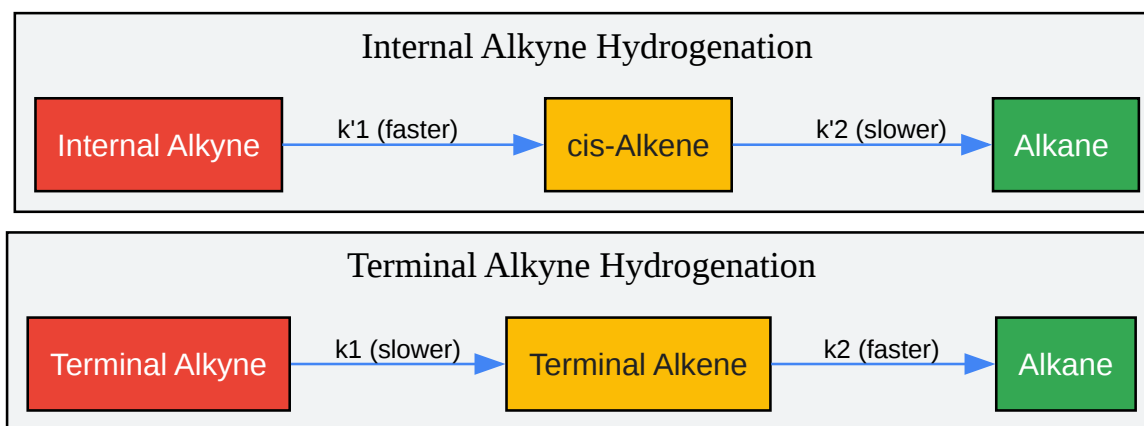 Internal Alkyne Hydrogenation
Internal Alkyne
k'1 (faster)
cis-Alkene
k'2 (slower)
Alkane
Terminal Alkyne Hydrogenation
Terminal Alkyne
k1 (slower)
Terminal Alkene
k2 (faster)
Alkane